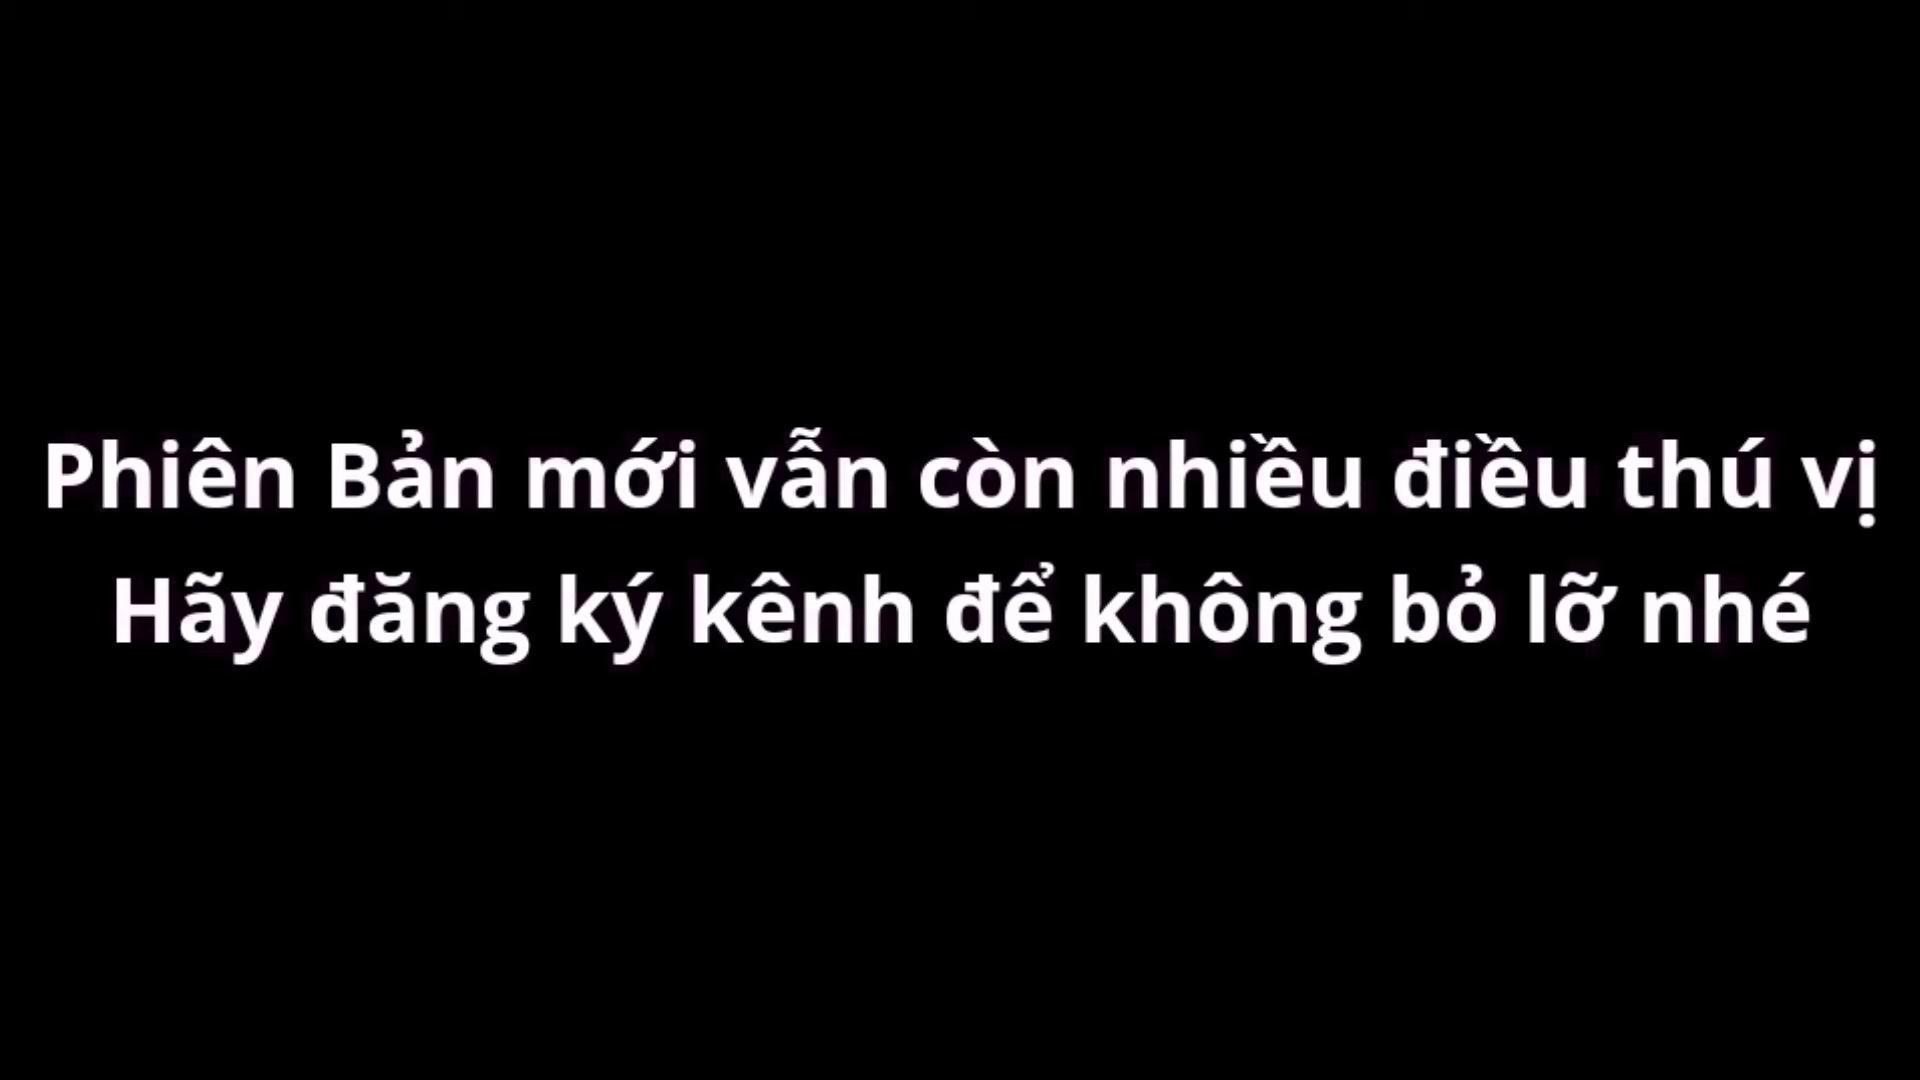 Phiên Bản mới vẫn còn nhiều điều thú vị
Hãy đăng ký kênh để không bỏ lỡ nhé